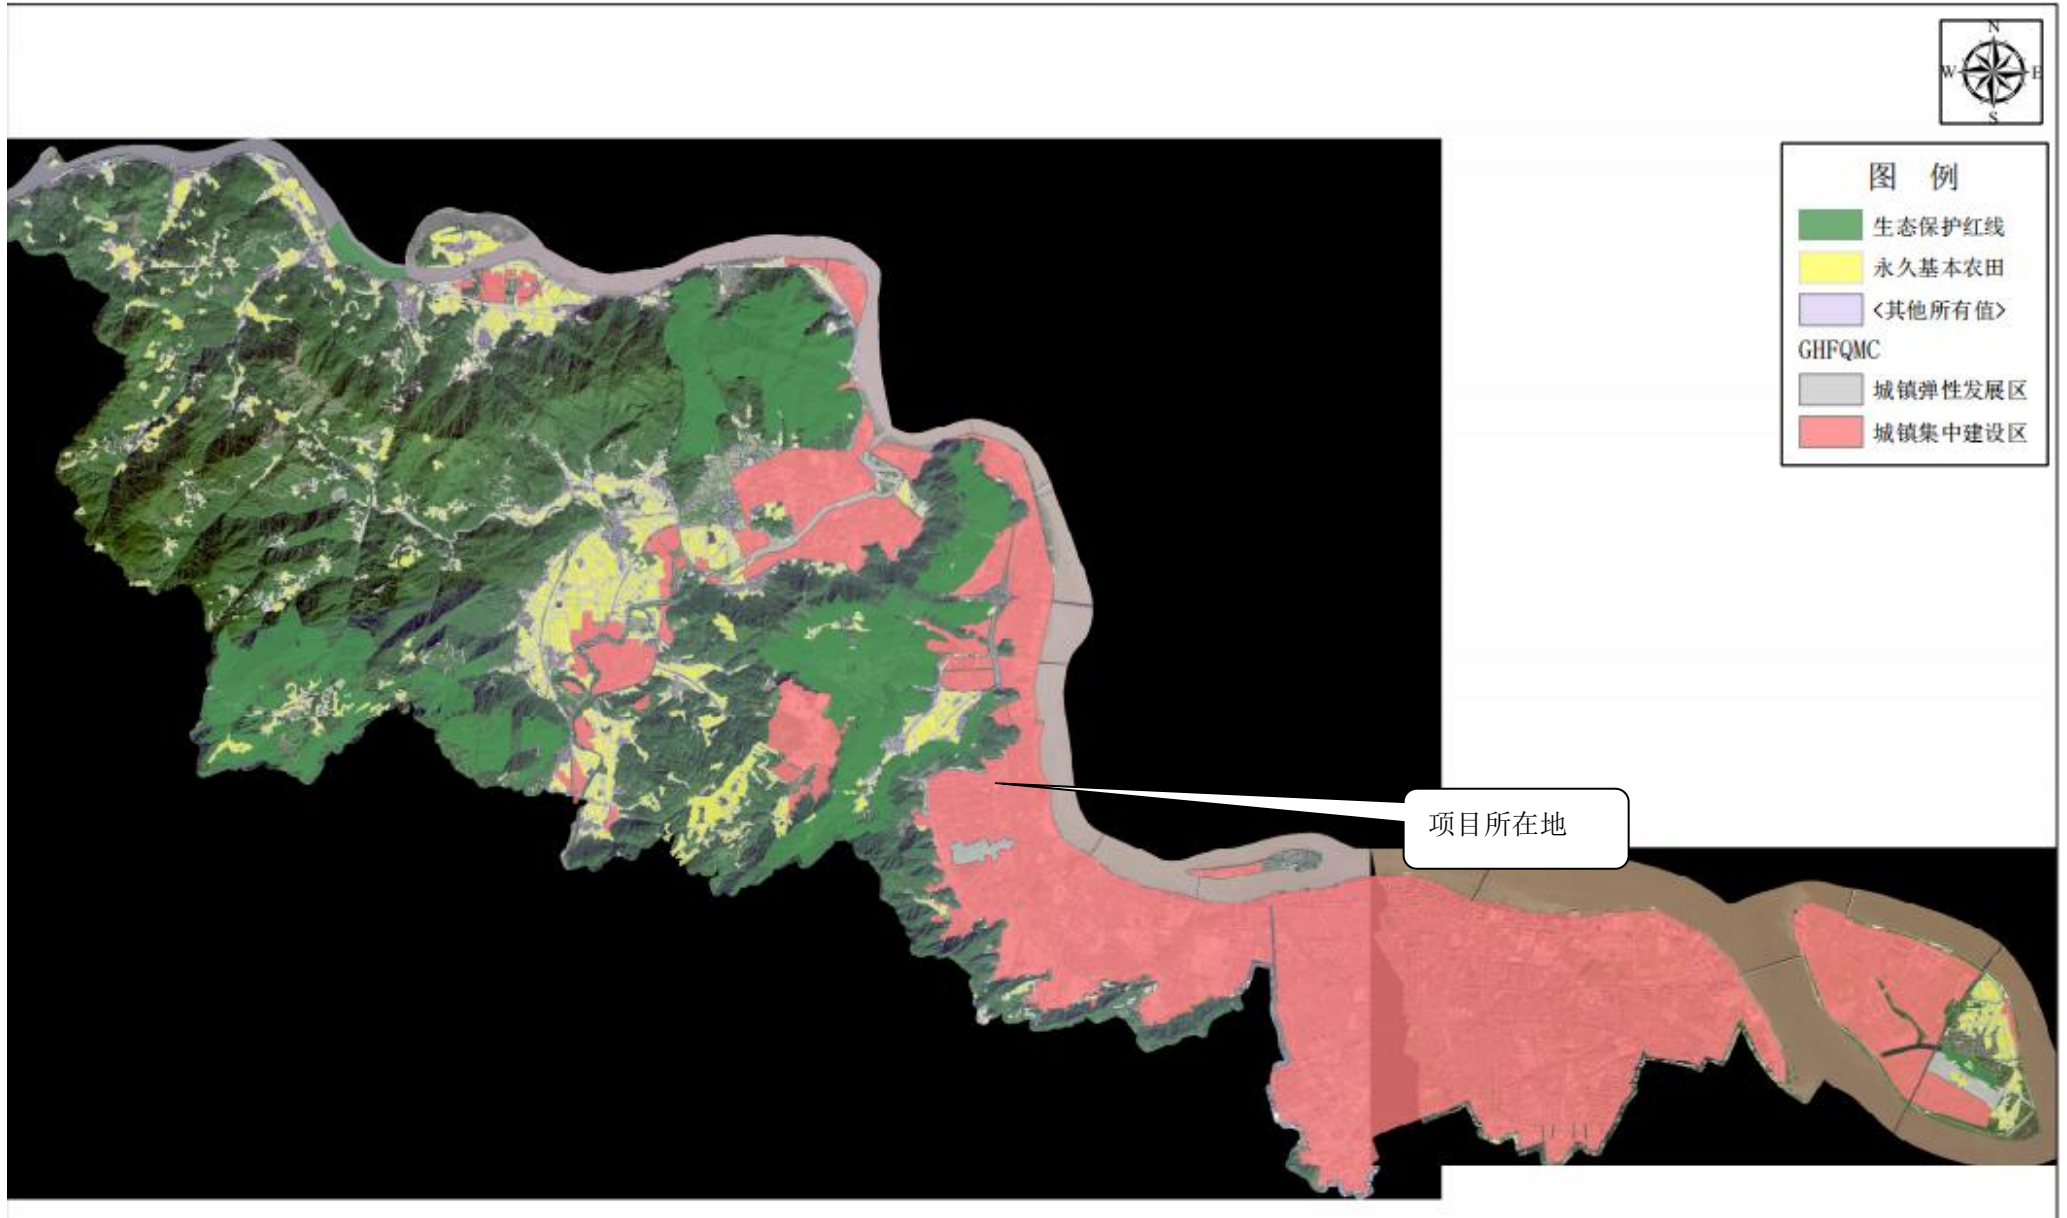 N
W
E
S
图 例
生态保护红线
永久基本农田
<其他所有值>
GHFQMC
城镇弹性发展区
城镇集中建设区
项目所在地